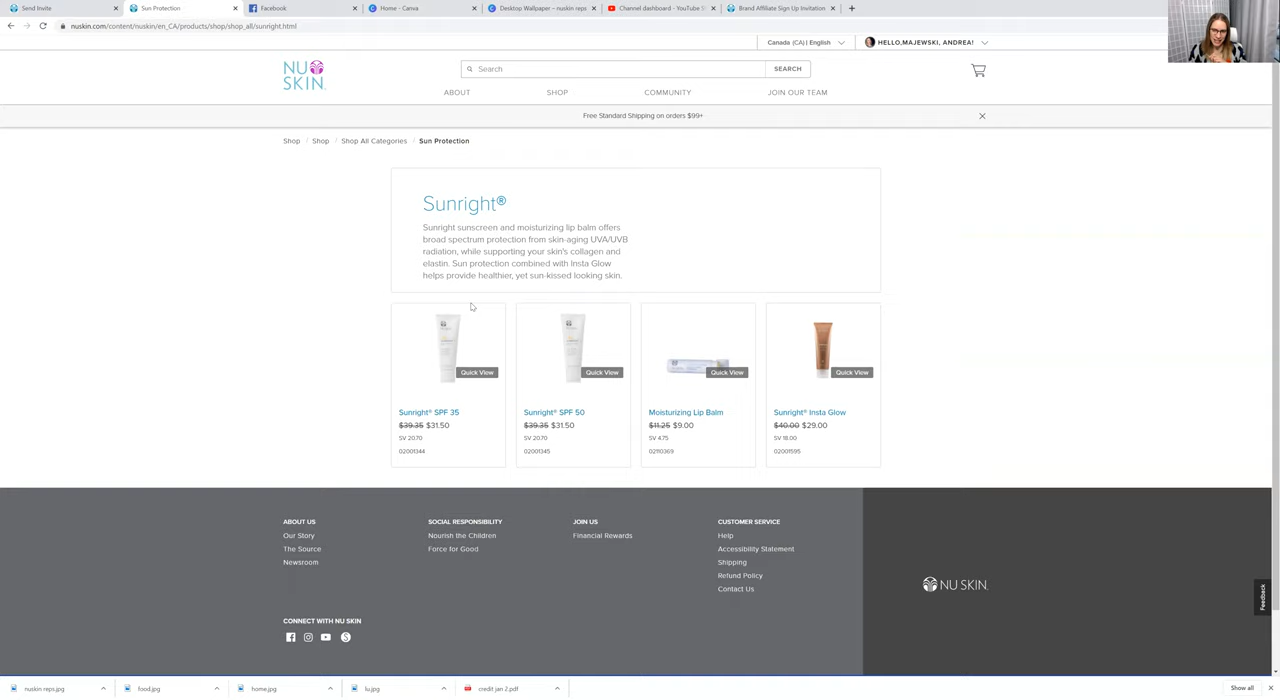 Send Invite
Sun Protection
Facebook
Home - Canva
Desktop Wallpaper – nuskin reps
Channel dashboard - YouTube S
Brand Affiliate Sign Up Invitation
nuskin.com/content/nuskin/en_CA/products/shop/shop_all/sunright.html
Canada (CA) | English
HELLO,MAJEWSKI, ANDREA!
NU SKIN
Search
SEARCH
ABOUT
SHOP
COMMUNITY
JOIN OUR TEAM
Free Standard Shipping on orders $99+
Shop / Shop / Shop All Categories / Sun Protection
Sunright®
Sunright sunscreen and moisturizing lip balm offers
broad spectrum protection from skin-aging UVA/UVB
radiation, while supporting your skin's collagen and
elastin. Sun protection combined with Insta Glow
helps provide healthier, yet sun-kissed looking skin.
Quick View
Sunright® SPF 35
$39.35 $31.50
SV 20.70
02001344
Quick View
Sunright® SPF 50
$39.35 $31.50
SV 20.70
02001345
Quick View
Moisturizing Lip Balm
$11.25 $9.00
SV 4.75
02110369
Quick View
Sunright® Insta Glow
$40.00 $29.00
SV 18.00
02001595
ABOUT US
Our Story
The Source
Newsroom
SOCIAL RESPONSIBILITY
Nourish the Children
Force for Good
JOIN US
Financial Rewards
CUSTOMER SERVICE
Help
Accessibility Statement
Shipping
Refund Policy
Contact Us
NU SKIN
Feedback
CONNECT WITH NU SKIN
nuskin reps.jpg
food.jpg
home.jpg
lu.jpg
credit jan 2.pdf
Show all